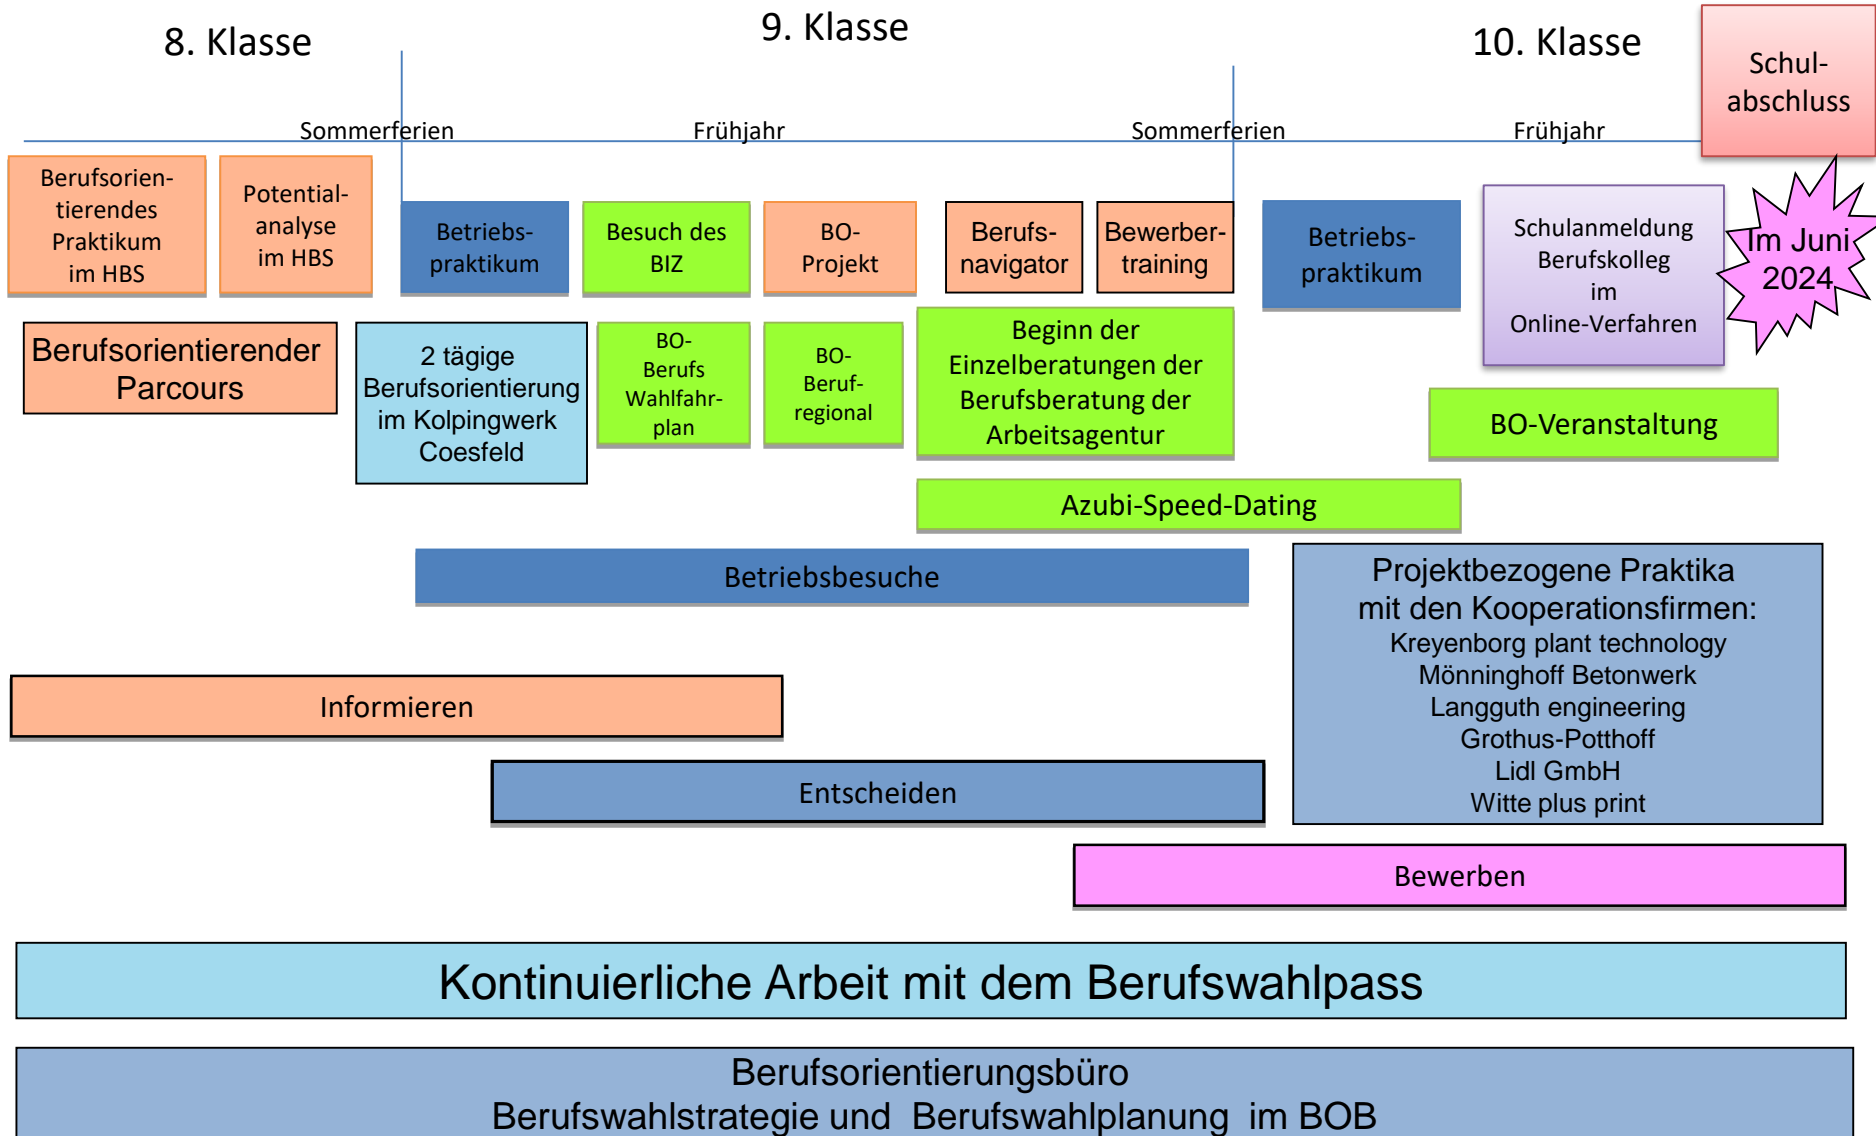 8. Klasse
9. Klasse
10. Klasse
Schul-
abschluss
Sommerferien
Frühjahr
Sommerferien
Frühjahr
Berufsorien-
tierendes
Praktikum
im HBS
Potential-
analyse
im HBS
Betriebs-
praktikum
Besuch des
BIZ
BO-
Projekt
Berufs-
navigator
Bewerber-
training
Betriebs-
praktikum
Schulanmeldung
Berufskolleg
im
Online-Verfahren
Im Juni
2024
Berufsorientierender
Parcours
2 tägige
Berufsorientierung
im Kolpingwerk
Coesfeld
BO-
Berufs
Wahlfahr-
plan
BO-
Beruf-
regional
Beginn der
Einzelberatungen der
Berufsberatung der
Arbeitsagentur
BO-Veranstaltung
Azubi-Speed-Dating
Betriebsbesuche
Projektbezogene Praktika
mit den Kooperationsfirmen:
Kreyenborg plant technology
Mönninghoff Betonwerk
Langguth engineering
Grothus-Potthoff
Lidl GmbH
Witte plus print
Informieren
Entscheiden
Bewerben
Kontinuierliche Arbeit mit dem Berufswahlpass
Berufsorientierungsbüro
Berufswahlstrategie und Berufswahlplanung im BOB